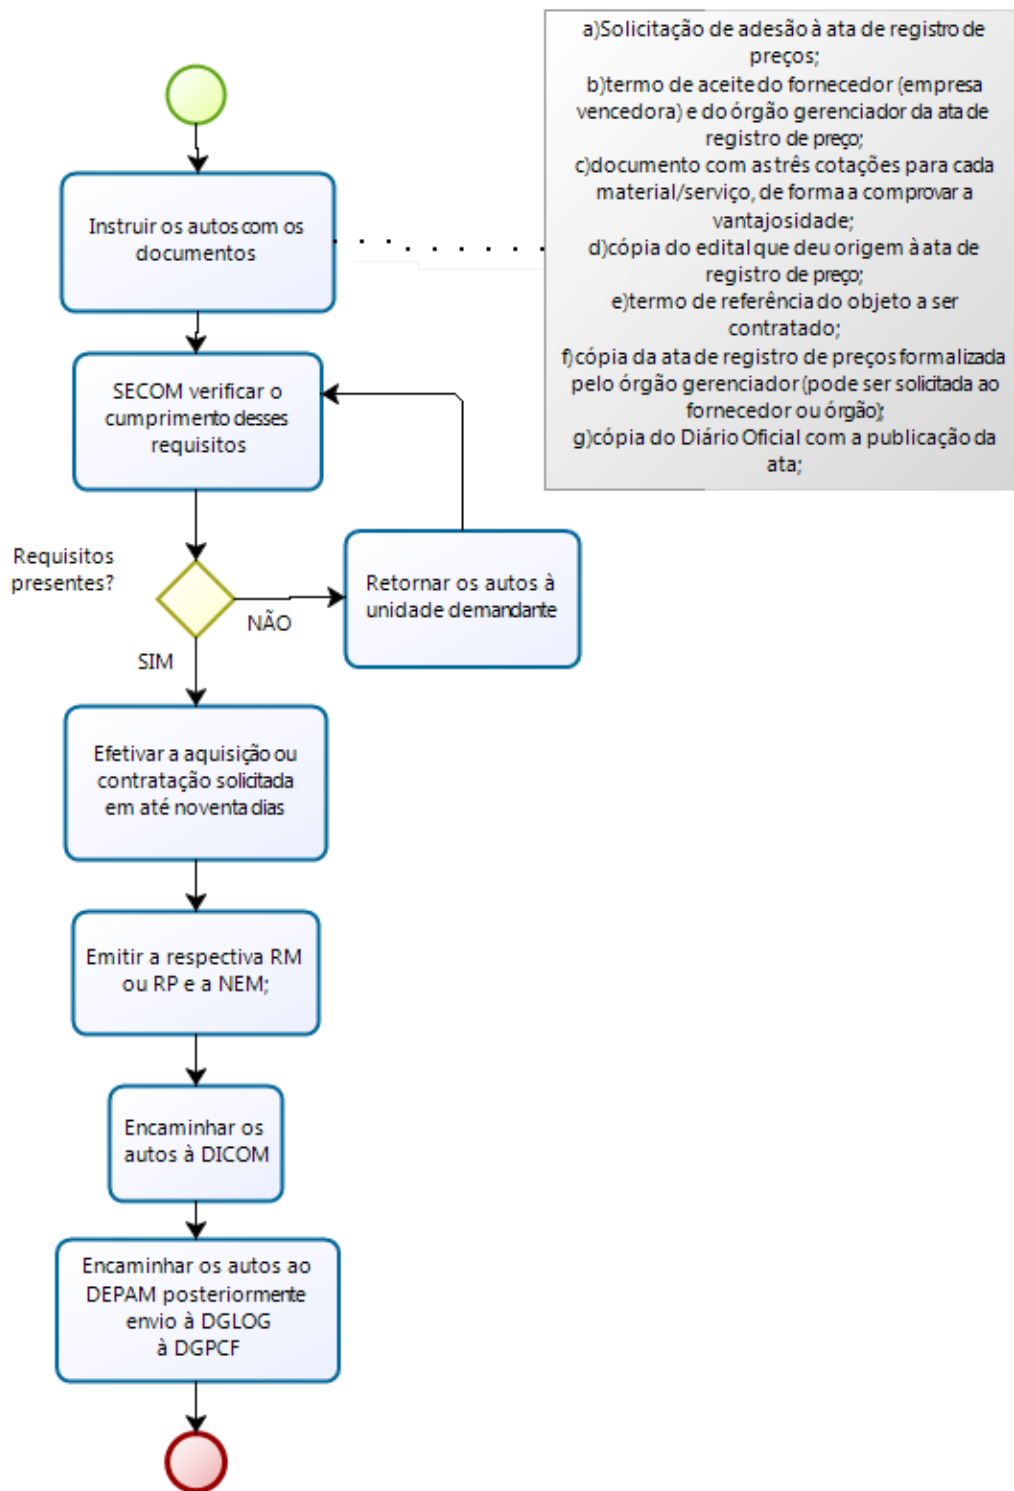 a)Solicitação de adesão à ata de registro de
preços;
b)termo de aceite do fornecedor (empresa
vencedora) e do órgão gerenciador da ata de
registro de preço;
c)documento com as três cotações para cada
material/serviço, de forma a comprovar a
vantajosidade;
d)cópia do edital que deu origem à ata de
registro de preço;
e)termo de referência do objeto a ser
contratado;
f)cópia da ata de registro de preços formalizada
pelo órgão gerenciador (pode ser solicitada ao
fornecedor ou órgão);
g)cópia do Diário Oficial com a publicação da
ata;
Instruir os autos com os
documentos
SECOM verificar o
cumprimento desses
requisitos
Requisitos
presentes?
NÃO
Retornar os autos à
unidade demandante
SIM
Efetivar a aquisição ou
contratação solicitada
em até noventa dias
Emitir a respectiva RM
ou RP e a NEM;
Encaminhar os
autos à DICOM
Encaminhar os autos ao
DEPAM posteriormente
envio à DGLOG
à DGPCF